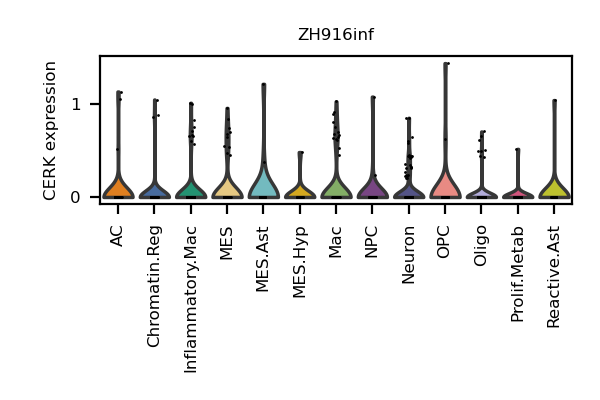 ZH916inf
CERK expression
1
0
AC
Chromatin.Reg
Inflammatory.Mac
MES
MES.Ast
MES.Hyp
Mac
NPC
Neuron
OPC
Oligo
Prolif.Metab
Reactive.Ast